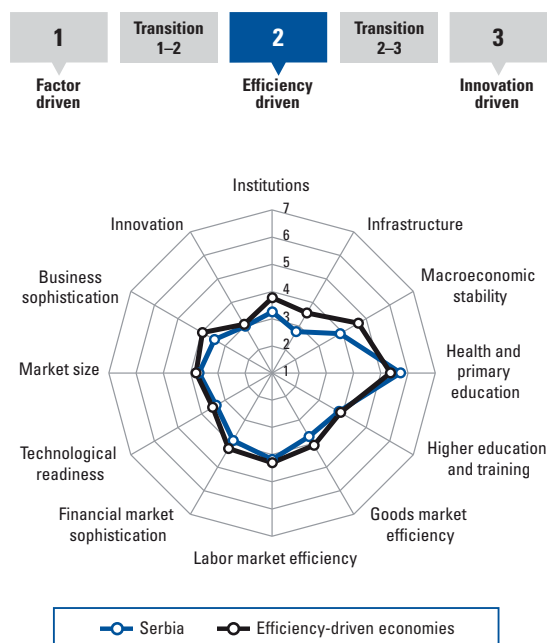 1
Transition
1–2
2
Transition
2–3
3
Factor
driven
Efficiency
driven
Innovation
driven
Institutions
7
6
5
4
3
2
1
Infrastructure
Macroeconomic
stability
Health and
primary
education
Higher education
and training
Goods market
efficiency
Labor market efficiency
Financial market
sophistication
Technological
readiness
Market size
Business
sophistication
Innovation
Serbia
Efficiency-driven economies